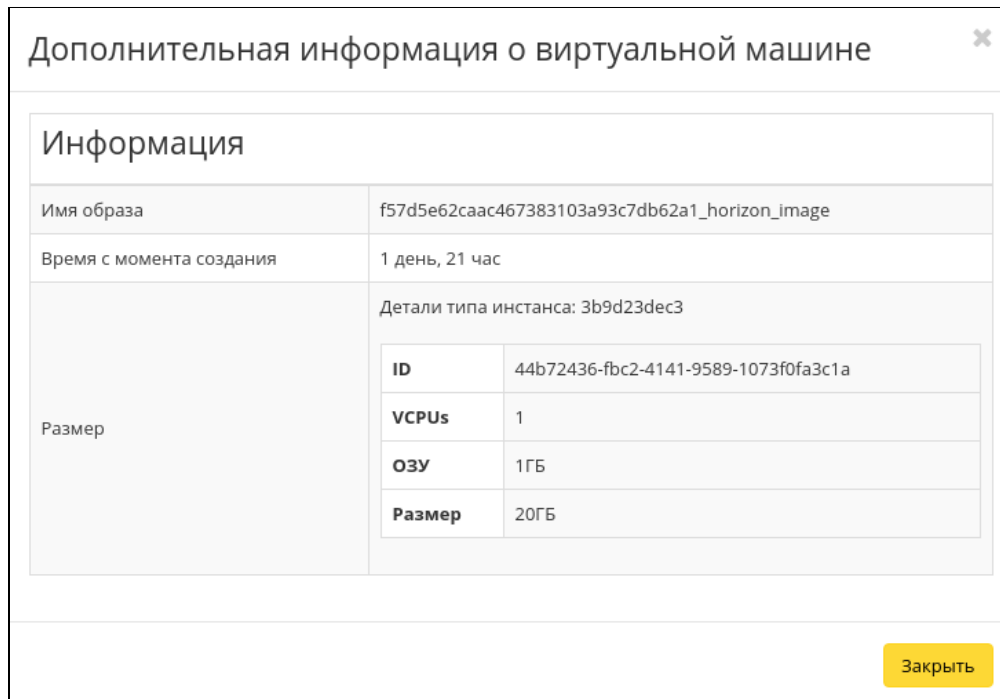 Дополнительная информация о виртуальной машине
Информация
Имя образа f57d5e62caac467383103a93c7db62a1_horizon_image
Время с момента создания 1 день, 21 час
Размер
Детали типа инстанса: 3b9d23dec3
ID 44b72436-fbc2-4141-9589-1073f0fa3c1a
VCPUs 1
ОЗУ 1ГБ
Размер 20ГБ
Закрыть